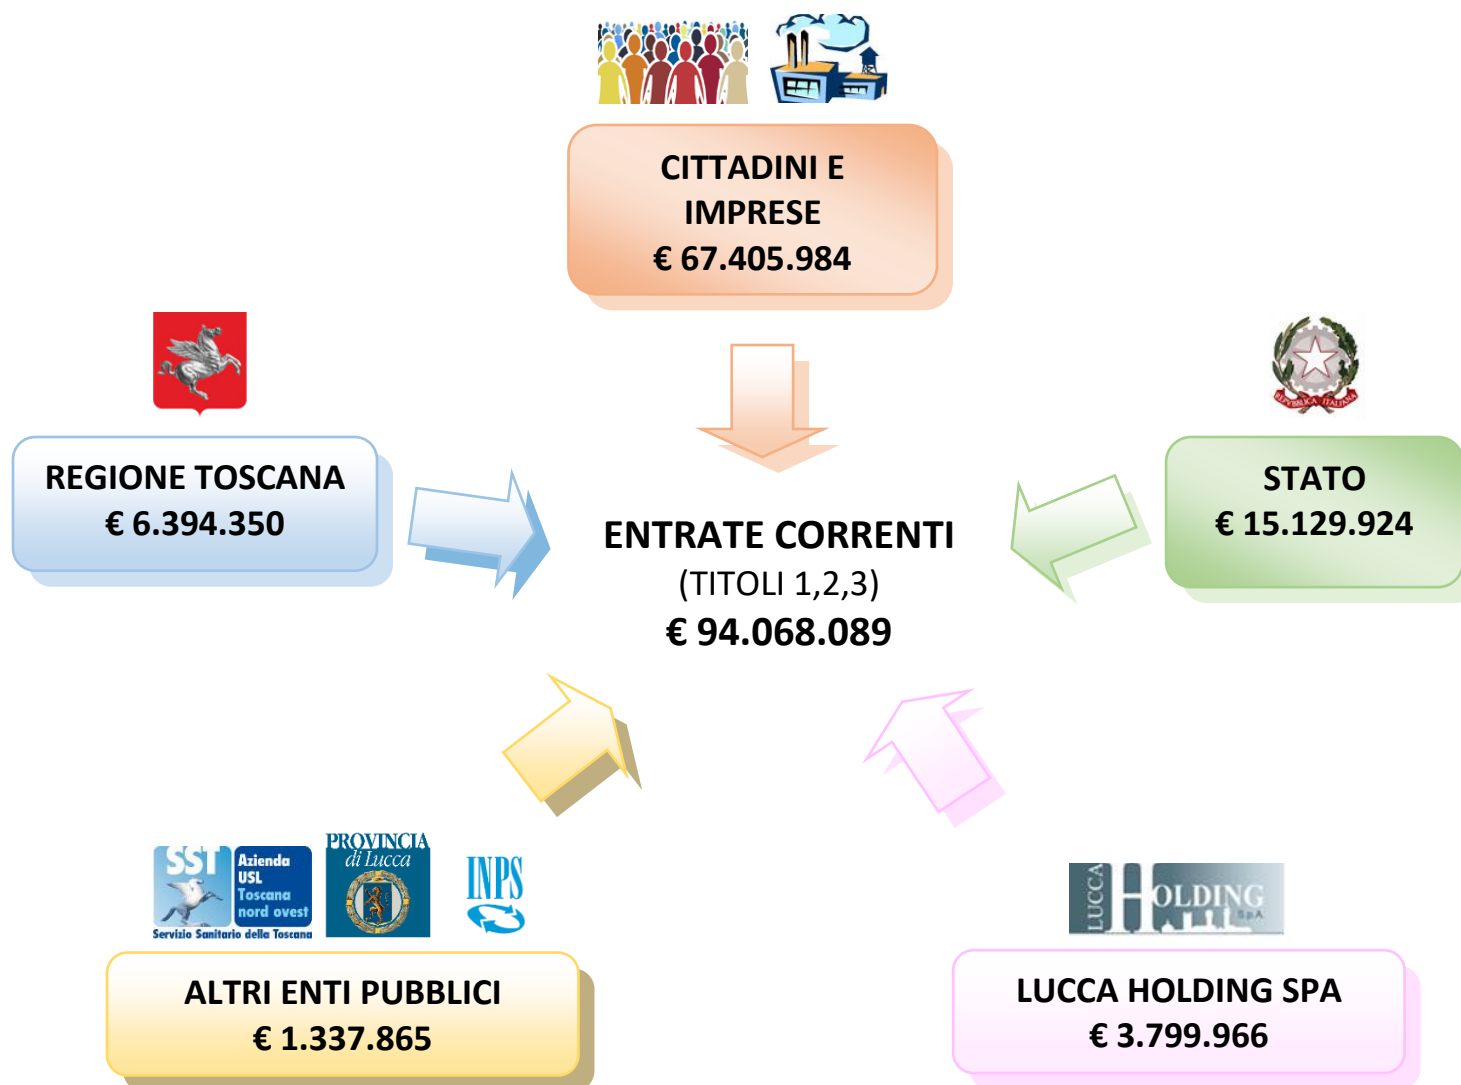 CITTADINI E
IMPRESE
€ 67.405.984
REPVBBLICA ITALIANA
REGIONE TOSCANA
€ 6.394.350
STATO
€ 15.129.924
ENTRATE CORRENTI
(TITOLI 1,2,3)
€ 94.068.089
SST
Azienda
USL
Toscana
nord ovest
Servizio Sanitario della Toscana
PROVINCIA
di Lucca
INPS
LUCCA
HOLDING
S.p.A.
ALTRI ENTI PUBBLICI
€ 1.337.865
LUCCA HOLDING SPA
€ 3.799.966